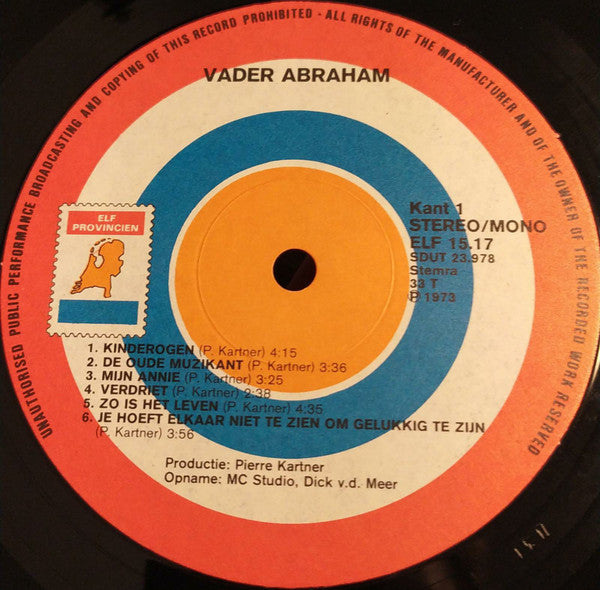 UNAUTHORISED PUBLIC PERFORMANCE BROADCASTING AND COPYING OF THIS RECORD PROHIBITED - ALL RIGHTS OF THE MANUFACTURER AND OF THE OWNER OF THE RECORDED WORK RESERVED
VADER ABRAHAM
ELF
PROVINCIEN
Kant 1
STEREO/MONO
ELF 15.17
SDUT 23.978
Stemra
33 T
P 1973
1. KINDEROGEN (P. Kartner) 4:15
2. DE OUDE MUZIKANT (P. Kartner) 3:36
3. MIJN ANNIE (P. Kartner) 3:25
4. VERDRIET (P. Kartner) 2:38
5. ZO IS HET LEVEN (P. Kartner) 4:35
6. JE HOEFT ELKAAR NIET TE ZIEN OM GELUKKIG TE ZIJN
(P. Kartner) 3:56
Productie: Pierre Kartner
Opname: MC Studio, Dick v.d. Meer